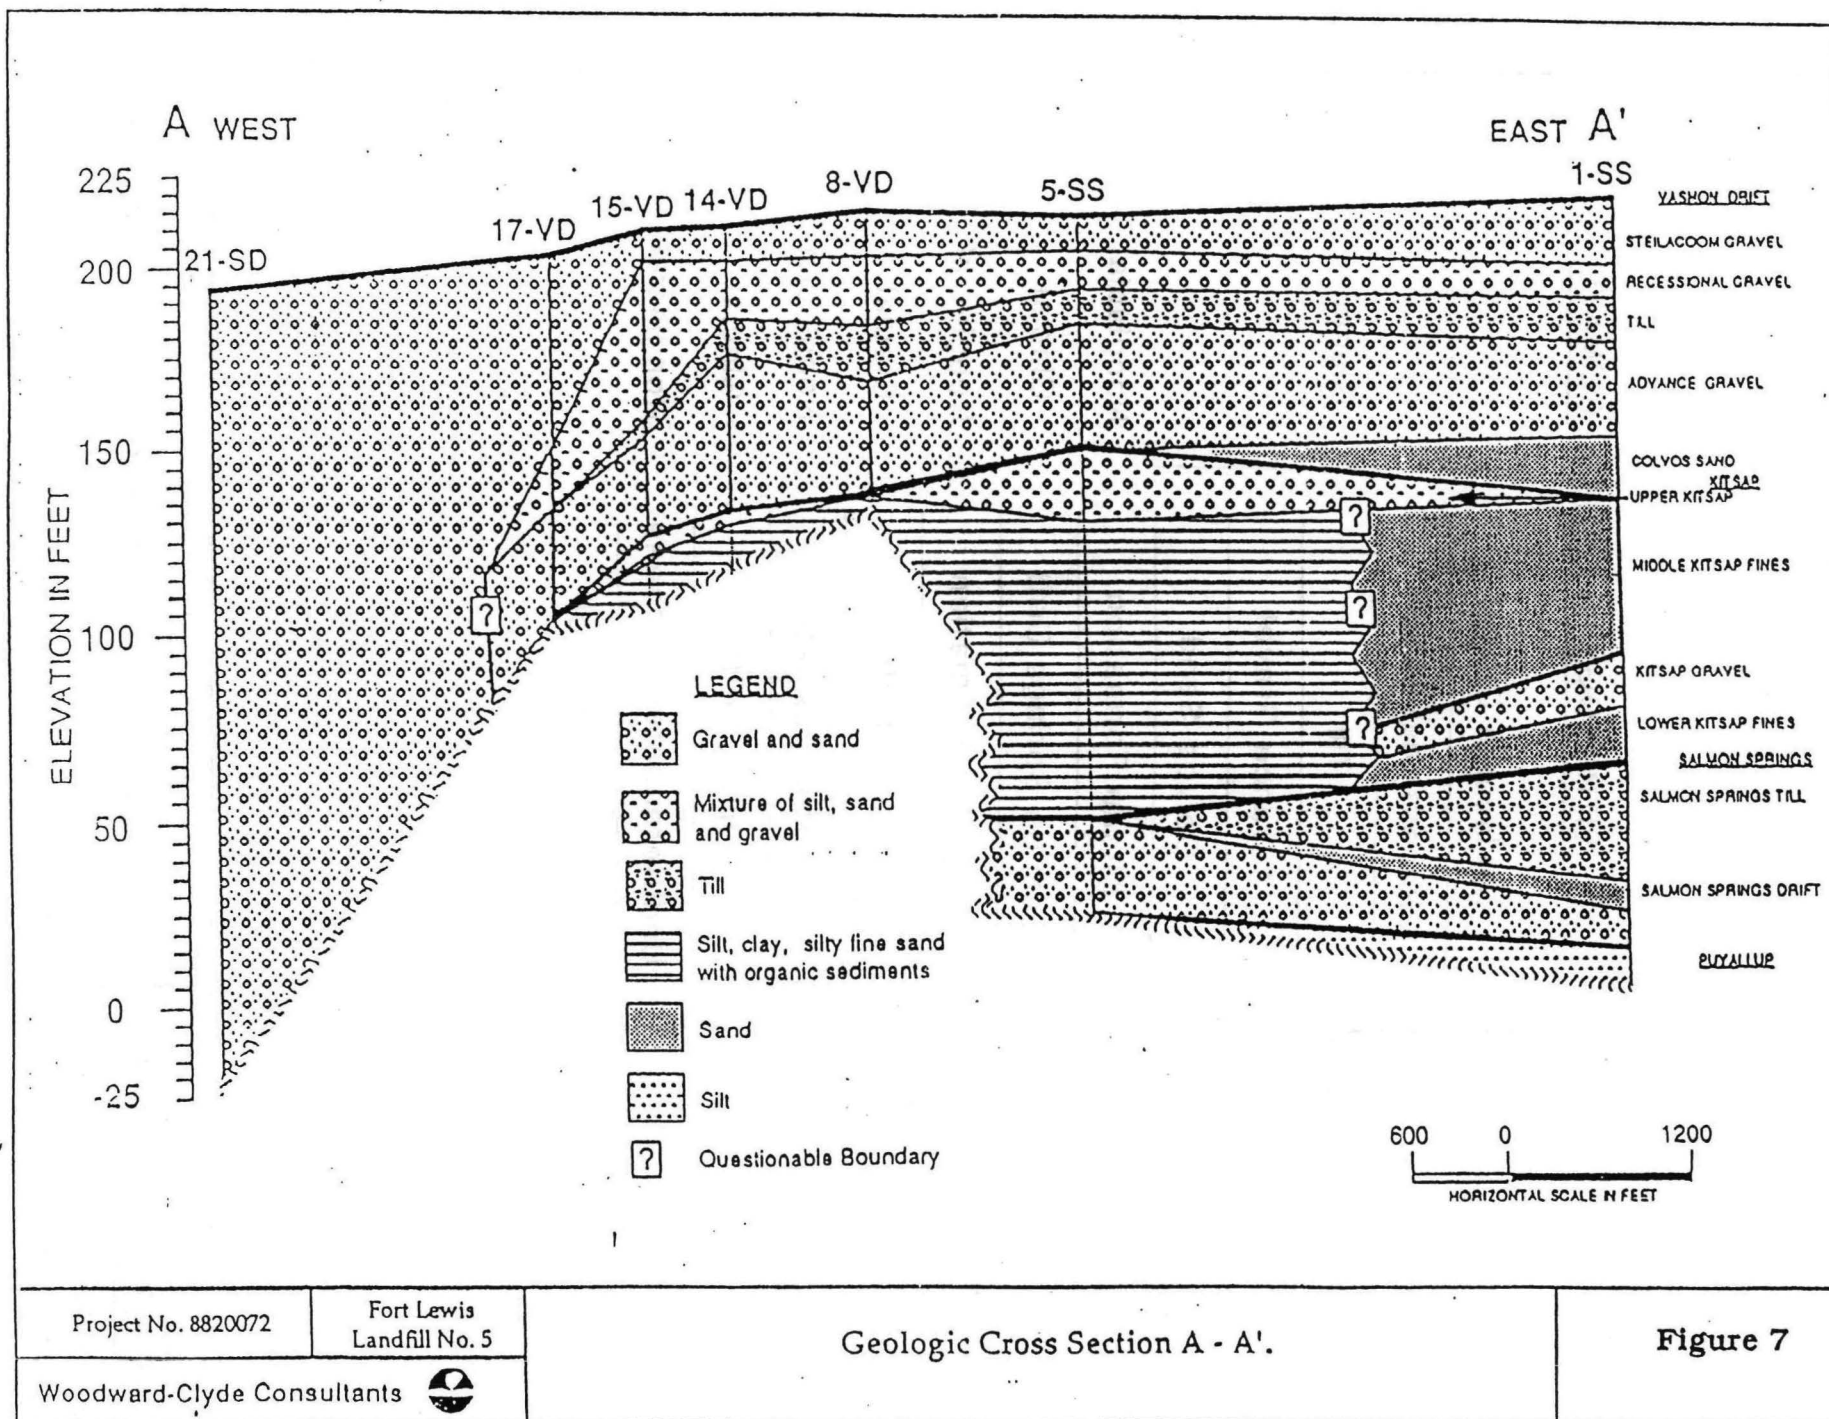 A WEST
EAST A'
225
200
150
100
50
0
-25
ELEVATION IN FEET
21-SD
17-VD
15-VD
14-VD
8-VD
5-SS
1-SS
VASHON DRIFT
STEILACOOM GRAVEL
RECESSIONAL GRAVEL
TILL
ADVANCE GRAVEL
COLVOS SAND
KITSAP
UPPER KITSAP
MIDDLE KITSAP FINES
KITSAP GRAVEL
LOWER KITSAP FINES
SALMON SPRINGS
SALMON SPRINGS TILL
SALMON SPRINGS DRIFT
PUYALLUP
?
?
?
?
LEGEND
Gravel and sand
Mixture of silt, sand
and gravel
Till
Silt, clay, silty fine sand
with organic sediments
Sand
Silt
? Questionable Boundary
600 0 1200
HORIZONTAL SCALE IN FEET
Project No. 8820072
Fort Lewis
Landfill No. 5
Woodward-Clyde Consultants
Geologic Cross Section A - A'.
Figure 7